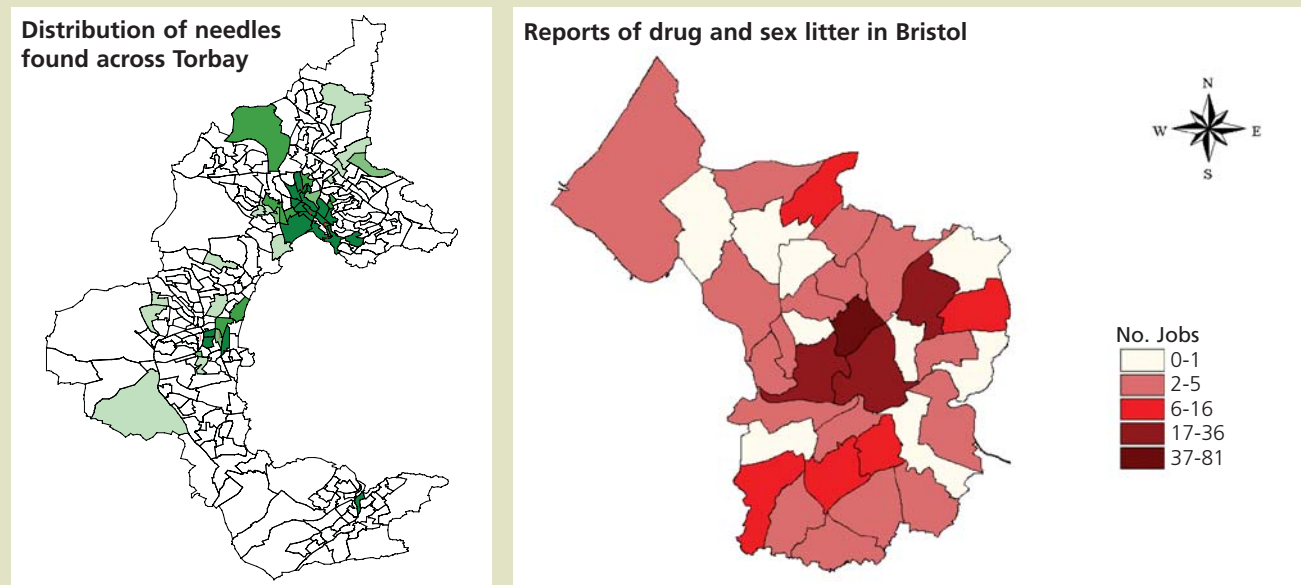 Distribution of needles
found across Torbay
Reports of drug and sex litter in Bristol
N
W E
S
No. Jobs
0-1
2-5
6-16
17-36
37-81